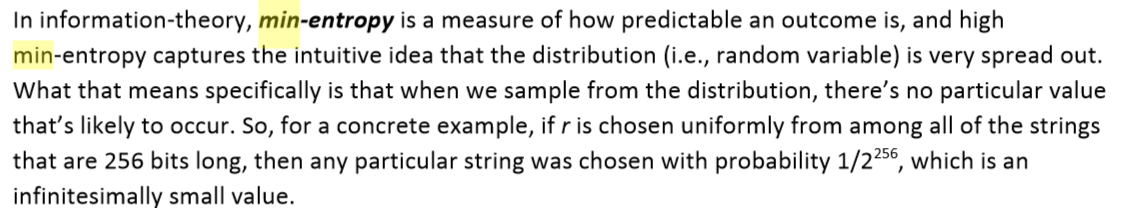 In information-theory, min-entropy is a measure of how predictable an outcome is, and high
min-entropy captures the intuitive idea that the distribution (i.e., random variable) is very spread out.
What that means specifically is that when we sample from the distribution, there’s no particular value
that’s likely to occur. So, for a concrete example, if r is chosen uniformly from among all of the strings
that are 256 bits long, then any particular string was chosen with probability 1/2²⁵⁶, which is an
infinitesimally small value.